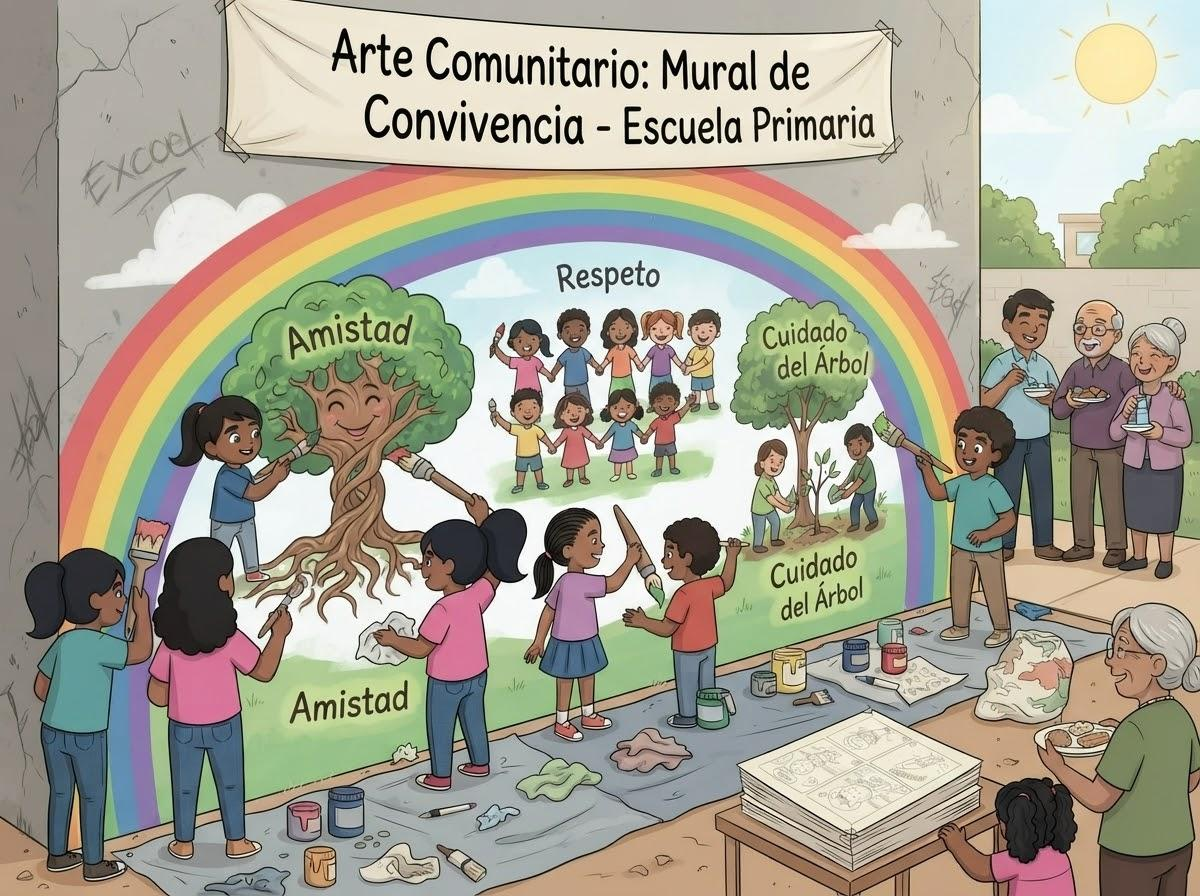 Arte Comunitario: Mural de
Convivencia - Escuela Primaria
Respeto
Amistad
Cuidado
del Árbol
Cuidado
del Árbol
Amistad